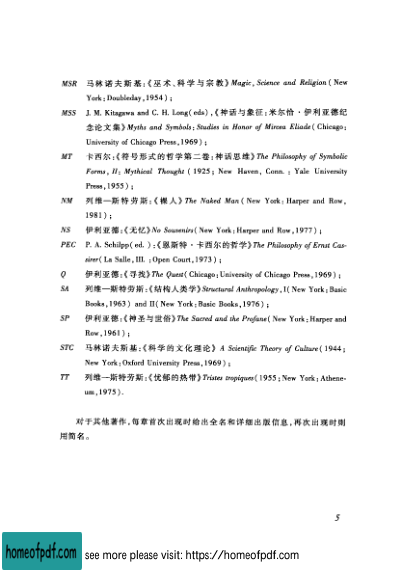 MSR 马林诺夫斯基:《巫术、科学与宗教》Magic, Science and Religion (New
York: Doubleday, 1954);
MSS J. M. Kitagawa and C. H. Long(eds),《神话与象征:米尔恰·伊利亚德纪
念论文集》Myths and Symbols: Studies in Honor of Mircea Eliade (Chicago:
University of Chicago Press, 1969);
MT 卡西尔:《符号形式的哲学第二卷:神话思维》The Philosophy of Symbolic
Forms, II: Mythical Thought (1925; New Haven, Conn.: Yale University
Press, 1955);
NM 列维—斯特劳斯:《裸人》The Naked Man (New York: Harper and Row,
1981);
NS 伊利亚德:《无忆》No Souvenirs (New York: Harper and Row, 1977);
PEC P. A. Schilpp(ed.):《恩斯特·卡西尔的哲学》The Philosophy of Ernst Cas-
sirer (La Salle, Ill.: Open Court, 1973);
Q 伊利亚德:《寻找》The Quest (Chicago: University of Chicago Press, 1969);
SA 列维—斯特劳斯:《结构人类学》Structural Anthropology, I (New York: Basic
Books, 1963) and II (New York: Basic Books, 1976);
SP 伊利亚德:《神圣与世俗》The Sacred and the Profane (New York: Harper and
Row, 1961);
STC 马林诺夫斯基:《科学的文化理论》A Scientific Theory of Culture (1944;
New York: Oxford University Press, 1969);
TT 列维—斯特劳斯:《忧郁的热带》Tristes tropiques (1955; New York: Athene-
um, 1975).
对于其他著作,每章首次出现时给出全名和详细出版信息,再次出现时则
用简名。
5
homeofpdf.com see more please visit: https://homeofpdf.com